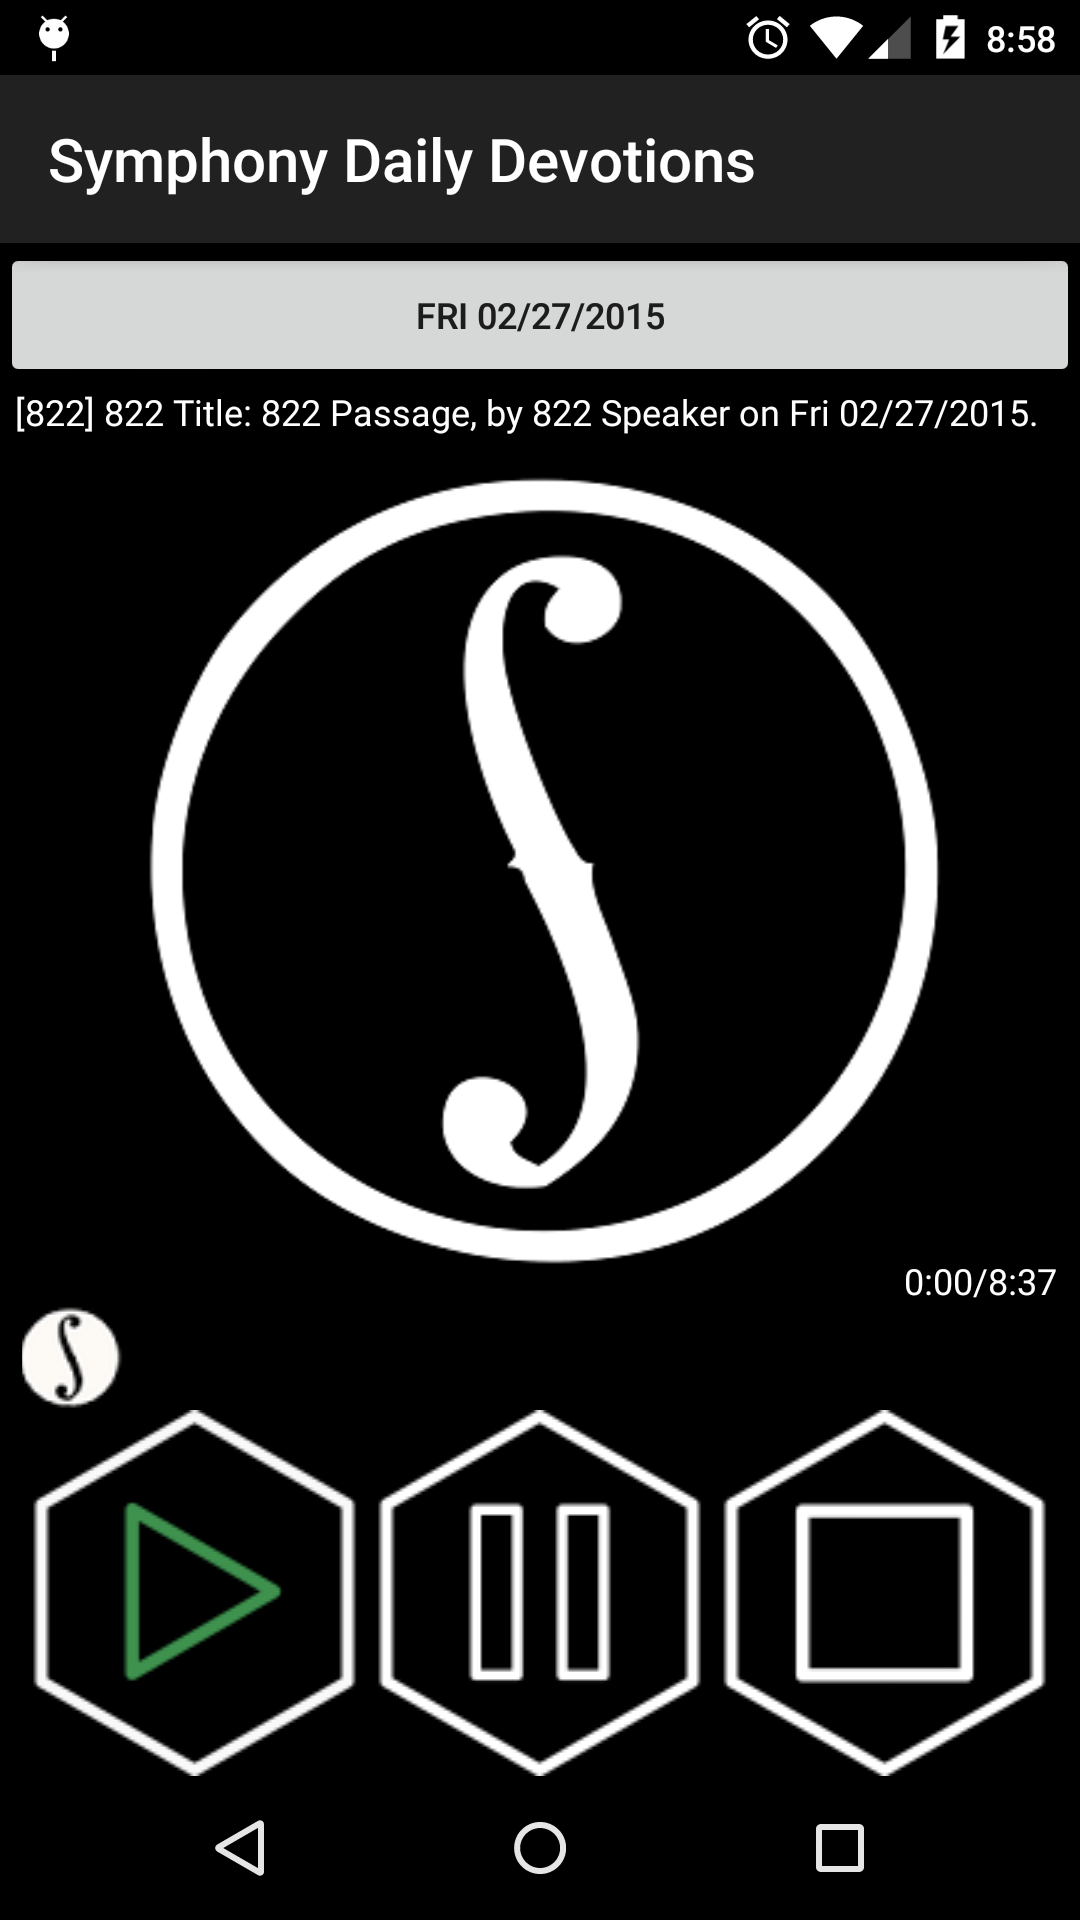 8:58
Symphony Daily Devotions
FRI 02/27/2015
[822] 822 Title: 822 Passage, by 822 Speaker on Fri 02/27/2015.
0:00/8:37